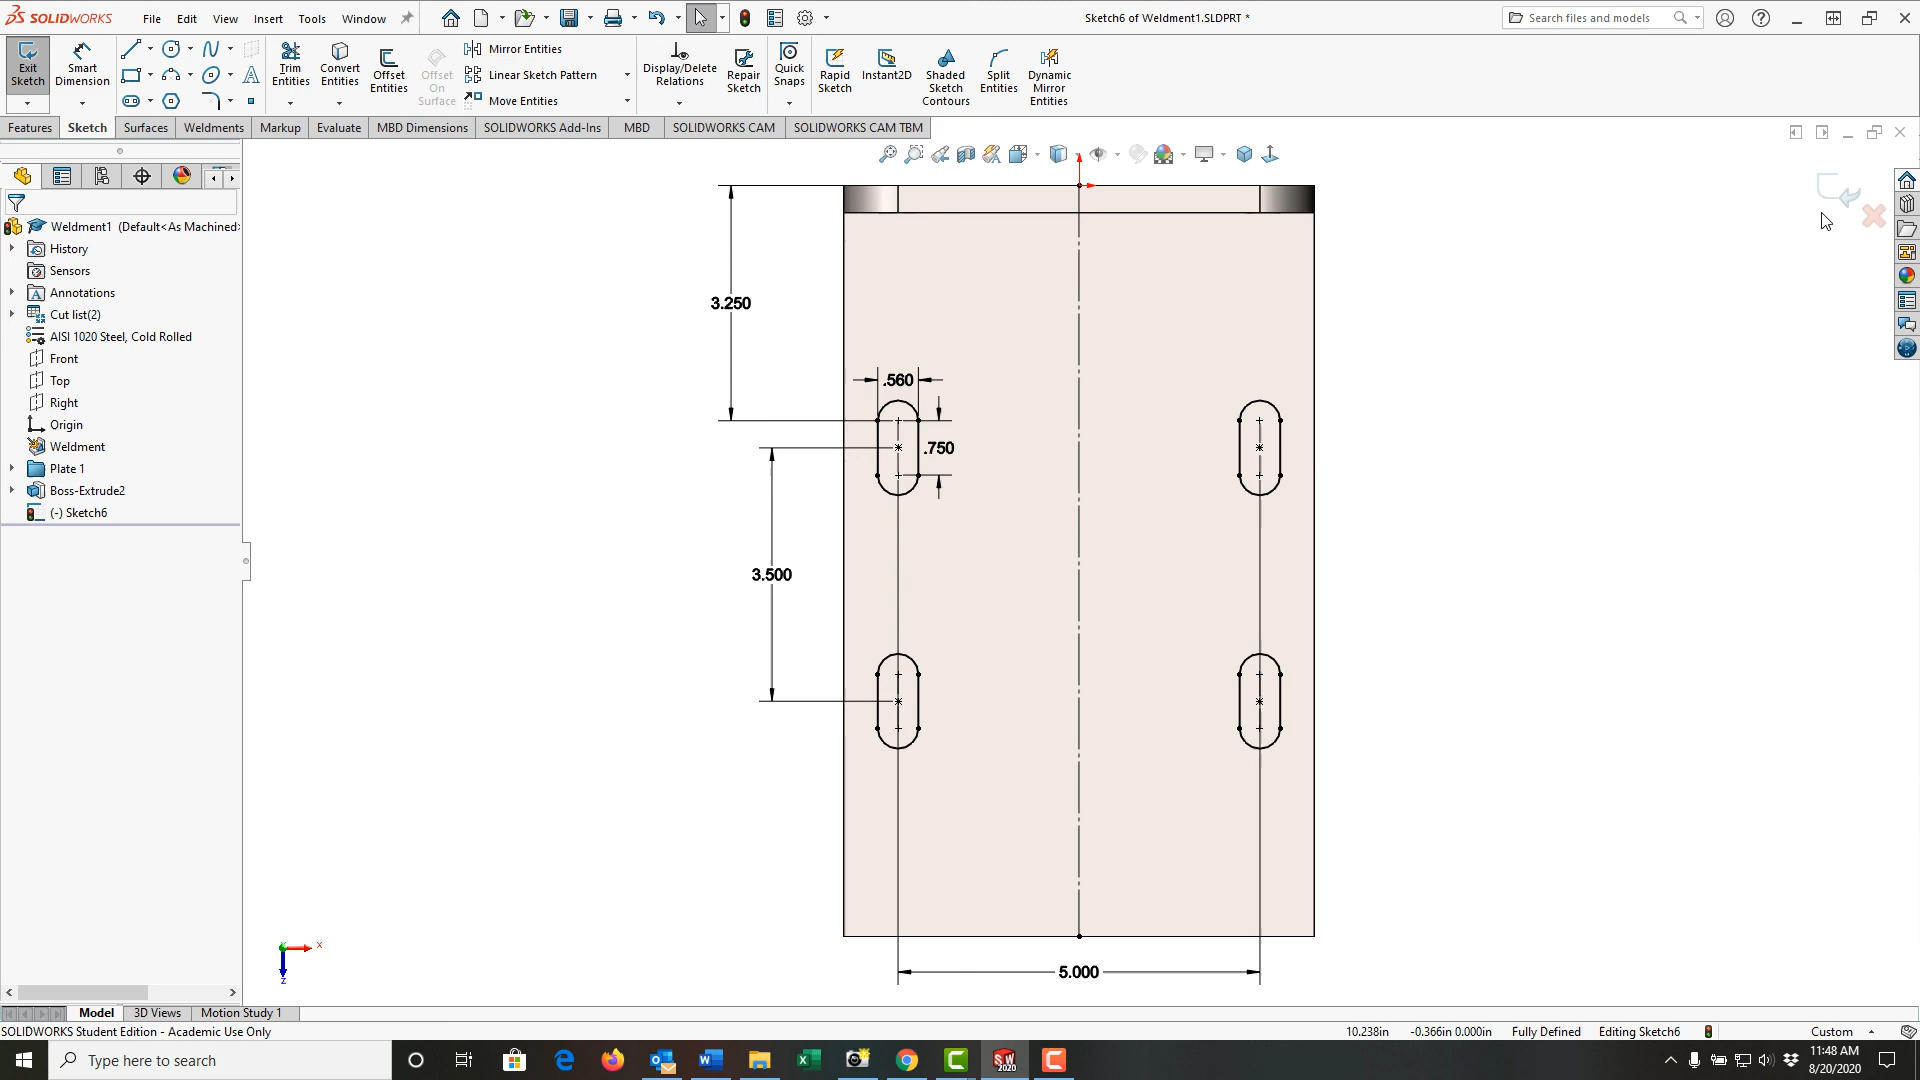 SOLIDWORKS File Edit View Insert Tools Window
Sketch6 of Weldment1.SLDPRT *
Search files and models
Exit Sketch
Smart Dimension
Trim Entities
Convert Entities
Offset Entities
Offset On Surface
Mirror Entities
Linear Sketch Pattern
Move Entities
Display/Delete Relations
Repair Sketch
Quick Snaps
Rapid Sketch
Instant2D
Shaded Sketch Contours
Split Entities
Dynamic Mirror Entities
Features Sketch Surfaces Weldments Markup Evaluate MBD Dimensions SOLIDWORKS Add-Ins MBD SOLIDWORKS CAM SOLIDWORKS CAM TBM
Weldment1 (Default<As Machined>
History
Sensors
Annotations
Cut list(2)
AISI 1020 Steel, Cold Rolled
Front
Top
Right
Origin
Weldment
Plate 1
Boss-Extrude2
(-) Sketch6
3.250
.560
.750
3.500
5.000
x
z
Model 3D Views Motion Study 1
SOLIDWORKS Student Edition - Academic Use Only
10.238in -0.366in 0.000in Fully Defined Editing Sketch6 Custom
Type here to search
SW 2020
11:48 AM
8/20/2020